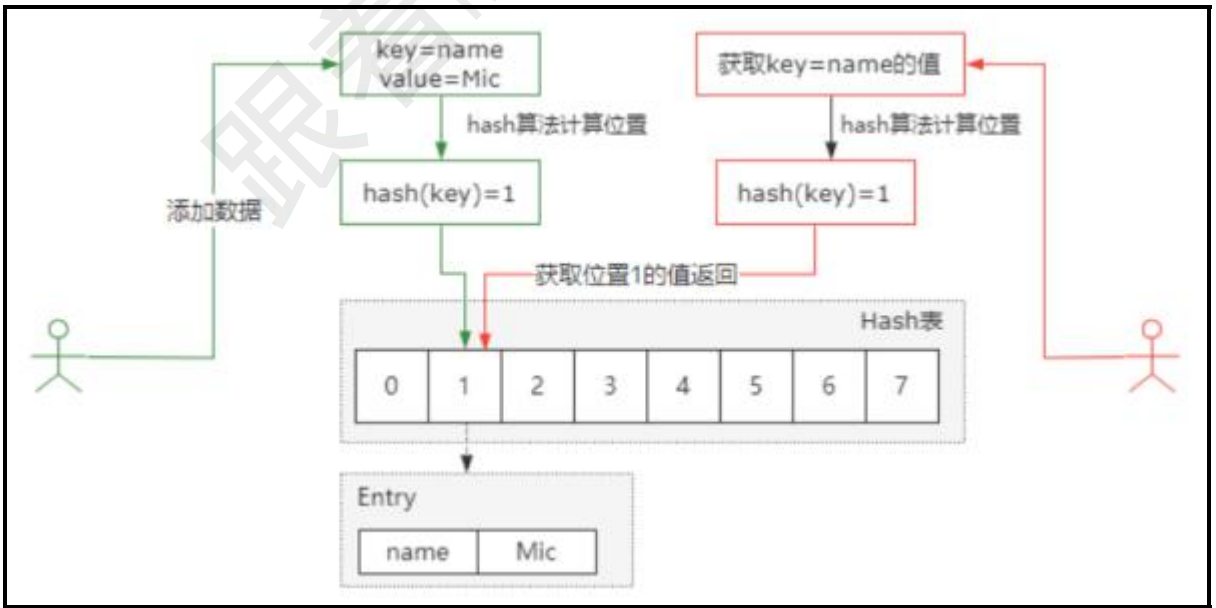 跟着
key=name
value=Mic
获取key=name的值
hash算法计算位置
hash算法计算位置
hash(key)=1
hash(key)=1
添加数据
获取位置1的值返回
Hash表
0 1 2 3 4 5 6 7
Entry
name Mic